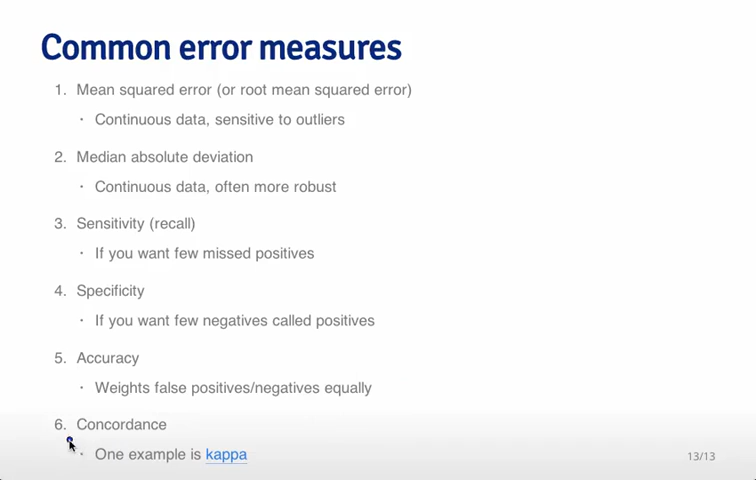 Common error measures
1. Mean squared error (or root mean squared error)
· Continuous data, sensitive to outliers
2. Median absolute deviation
· Continuous data, often more robust
3. Sensitivity (recall)
· If you want few missed positives
4. Specificity
· If you want few negatives called positives
5. Accuracy
· Weights false positives/negatives equally
6. Concordance
· One example is kappa
13/13